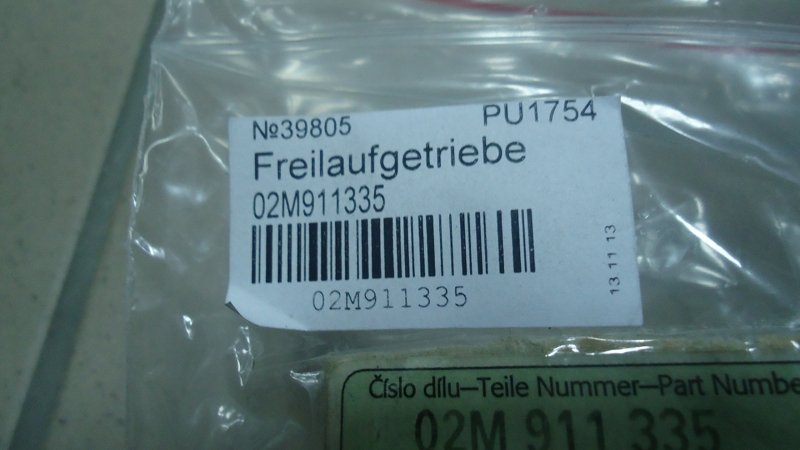 №39805 PU1754
Freilaufgetriebe
02M911335
02M911335
13 11 13
Číslo dílu–Teile Nummer–Part Numbe
02M 911 335